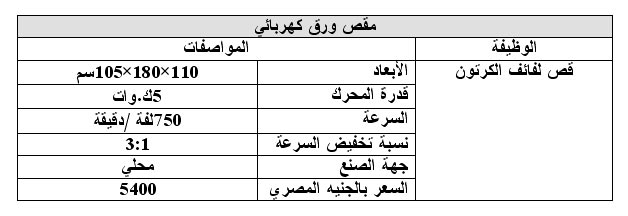 مقص ورق كهربائي
الوظيفة المواصفات
قص لفائف الكرتون الأبعاد 110×180×105سم
قدرة المحرك 5ك.وات
السرعة 750لفة /دقيقة
نسبة تخفيض السرعة 3:1
جهة الصنع محلي
السعر بالجنيه المصري 5400